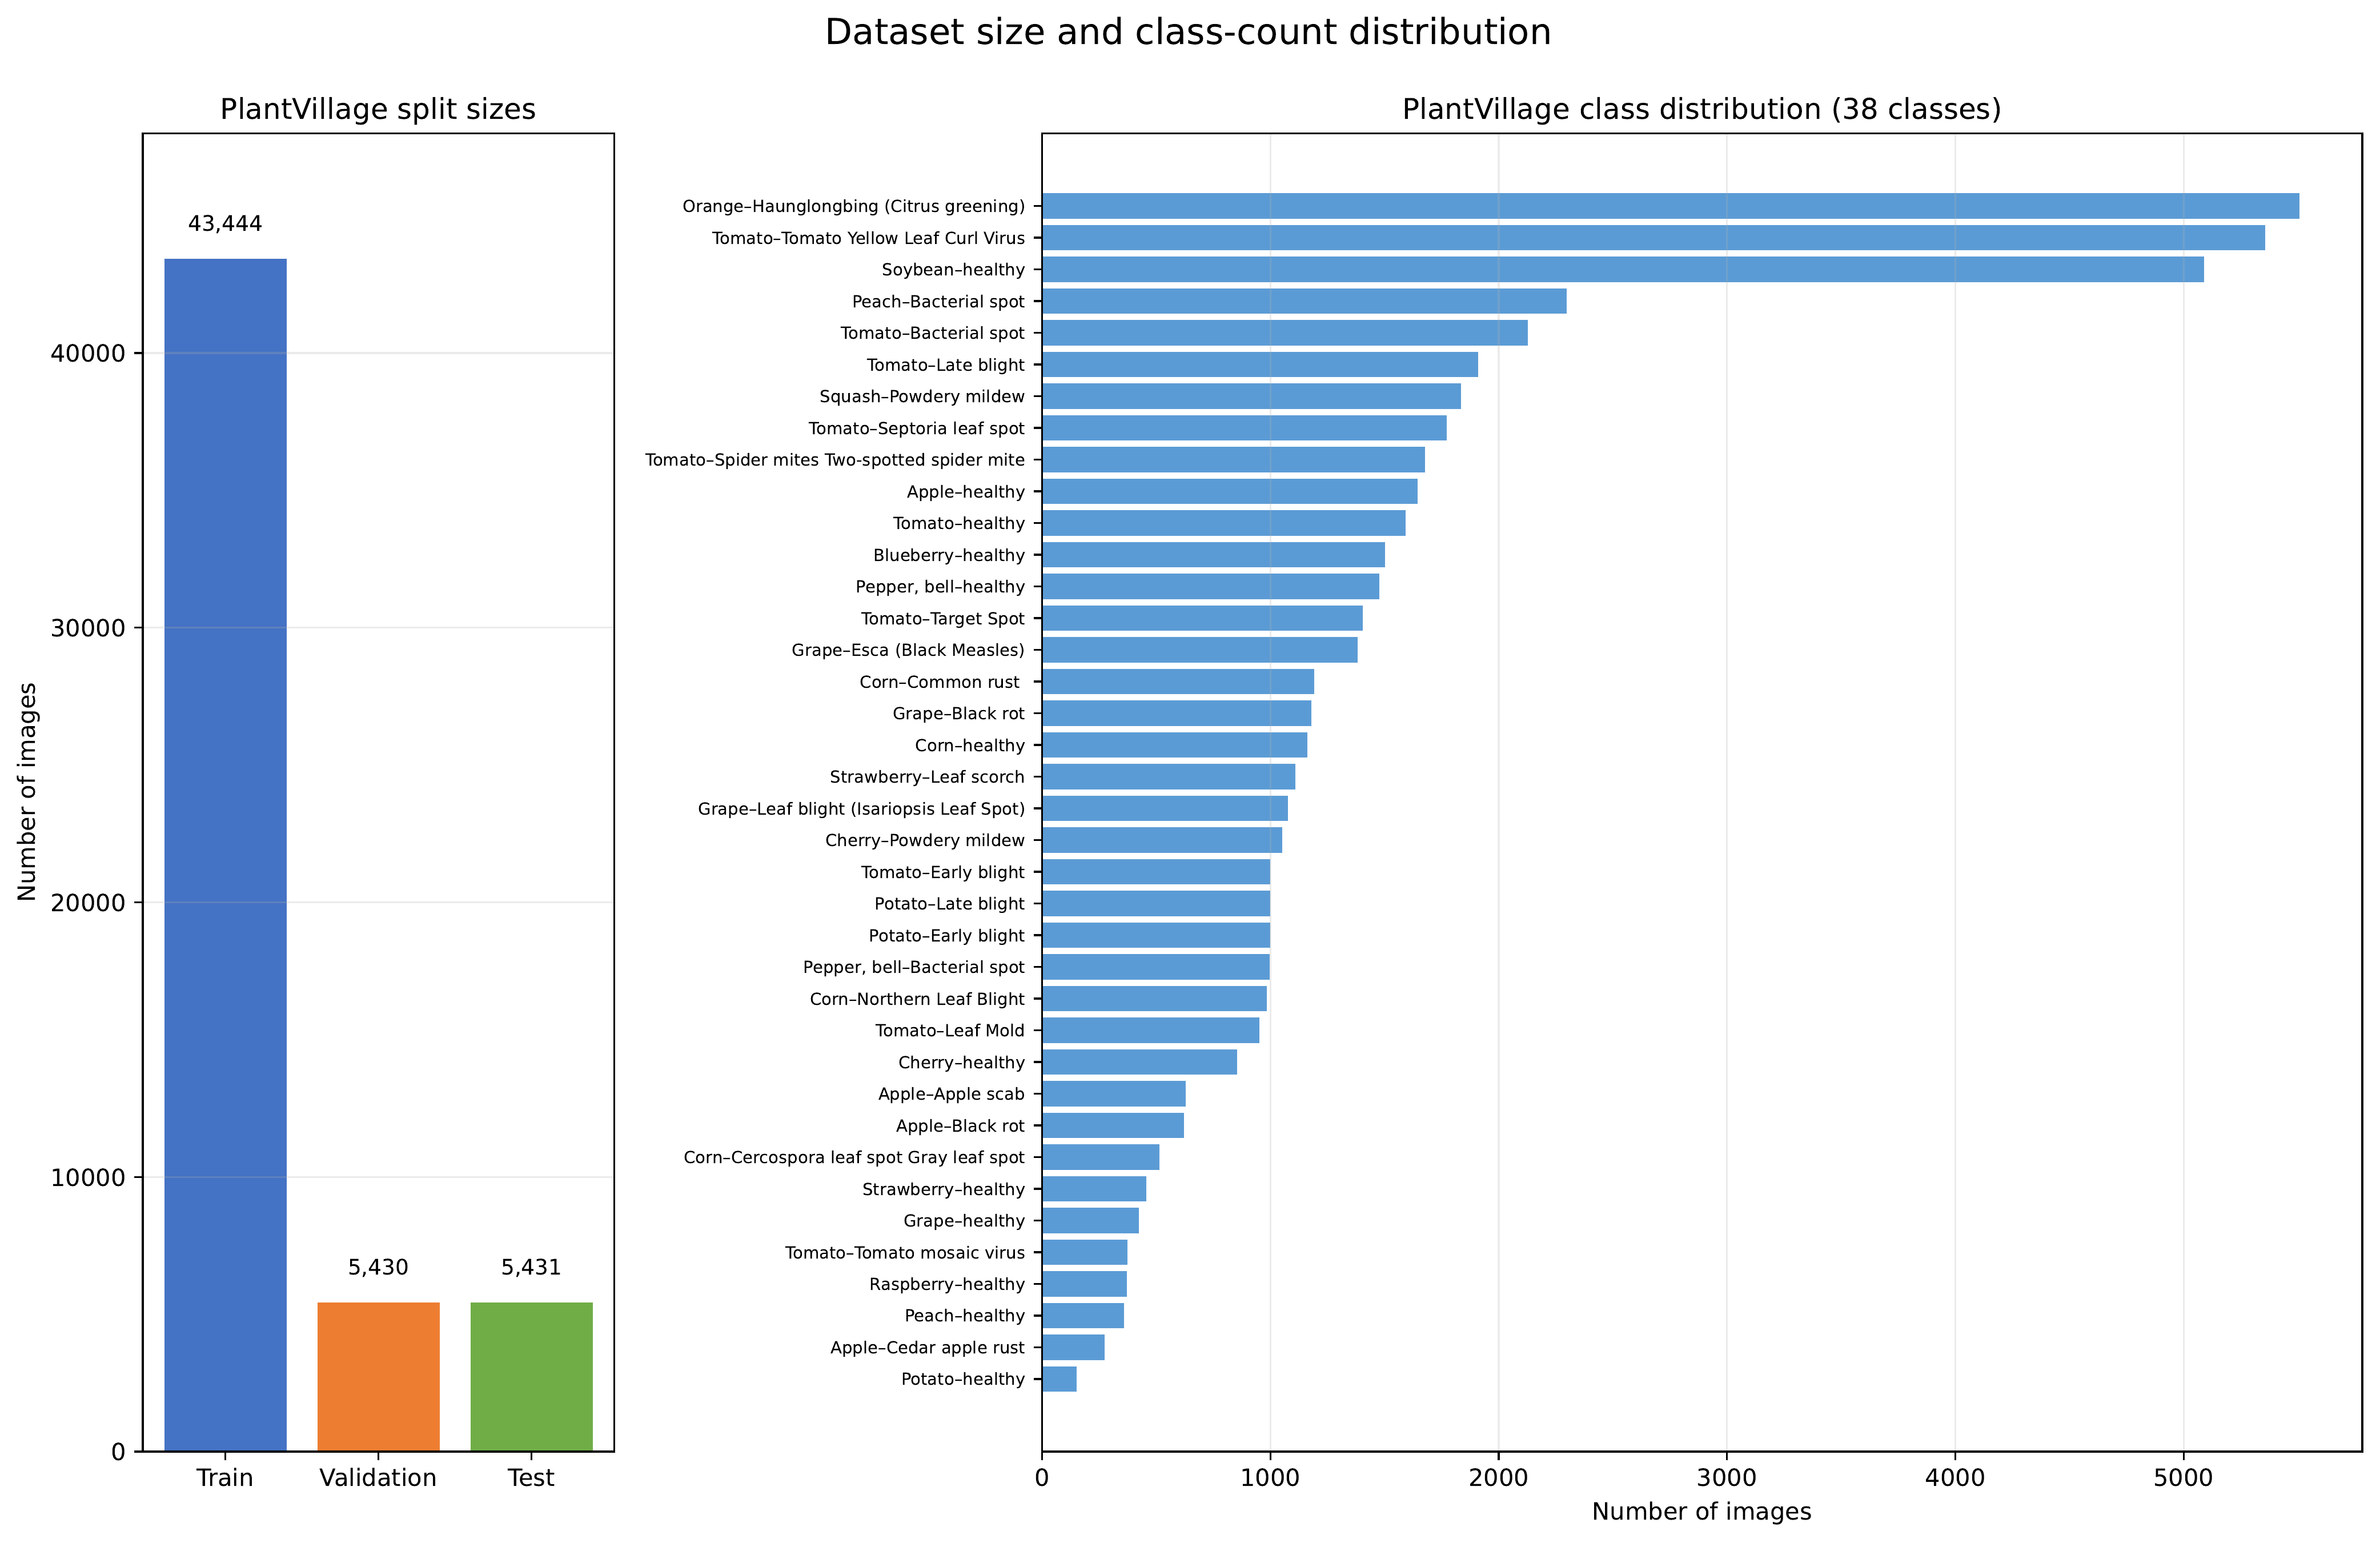 Dataset size and class-count distribution
PlantVillage split sizes
Number of images
40000
30000
20000
10000
0
43,444
5,430
5,431
Train
Validation
Test
PlantVillage class distribution (38 classes)
Orange–Haunglongbing (Citrus greening)
Tomato–Tomato Yellow Leaf Curl Virus
Soybean–healthy
Peach–Bacterial spot
Tomato–Bacterial spot
Tomato–Late blight
Squash–Powdery mildew
Tomato–Septoria leaf spot
Tomato–Spider mites Two-spotted spider mite
Apple–healthy
Tomato–healthy
Blueberry–healthy
Pepper, bell–healthy
Tomato–Target Spot
Grape–Esca (Black Measles)
Corn–Common rust
Grape–Black rot
Corn–healthy
Strawberry–Leaf scorch
Grape–Leaf blight (Isariopsis Leaf Spot)
Cherry–Powdery mildew
Tomato–Early blight
Potato–Late blight
Potato–Early blight
Pepper, bell–Bacterial spot
Corn–Northern Leaf Blight
Tomato–Leaf Mold
Cherry–healthy
Apple–Apple scab
Apple–Black rot
Corn–Cercospora leaf spot Gray leaf spot
Strawberry–healthy
Grape–healthy
Tomato–Tomato mosaic virus
Raspberry–healthy
Peach–healthy
Apple–Cedar apple rust
Potato–healthy
0
1000
2000
3000
4000
5000
Number of images